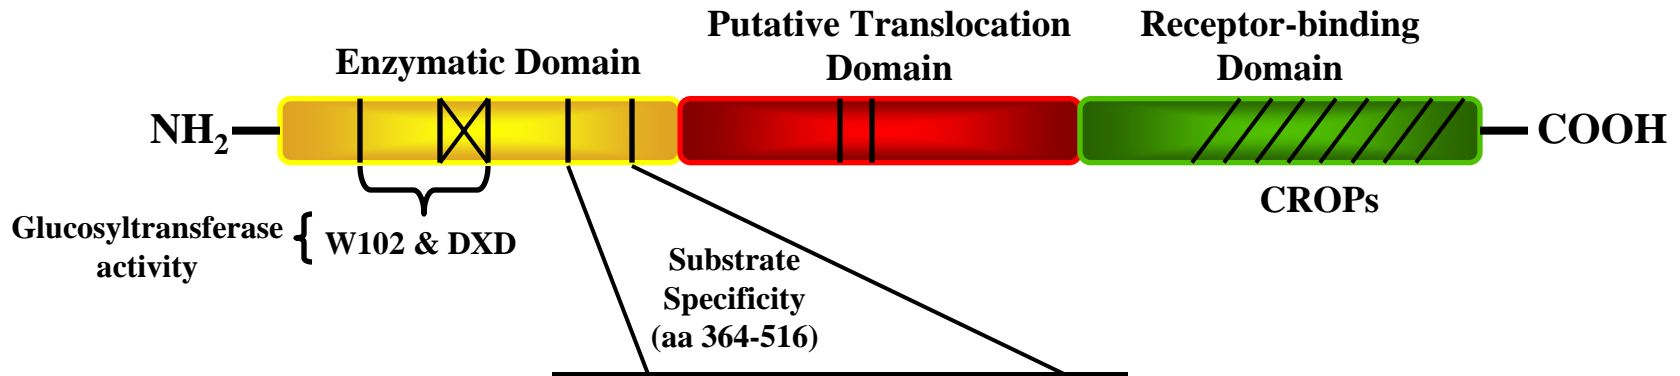 Putative Translocation
Domain
Receptor-binding
Domain
Enzymatic Domain
NH2
COOH
CROPs
Glucosyltransferase
activity
W102 & DXD
Substrate
Specificity
(aa 364-516)